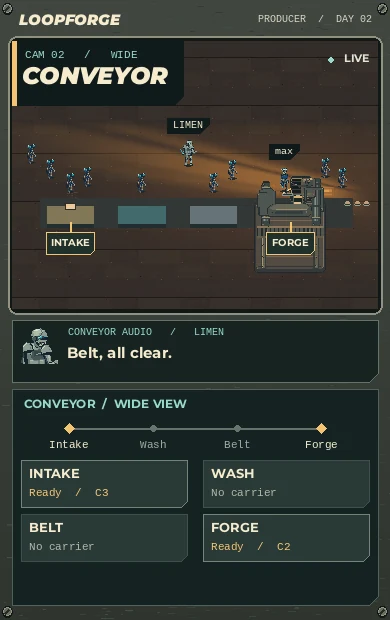 LOOPFORGE
PRODUCER / DAY 02
CAM 02 / WIDE
CONVEYOR
LIVE
LIMEN
max
INTAKE
FORGE
CONVEYOR AUDIO / LIMEN
Belt, all clear.
CONVEYOR / WIDE VIEW
Intake Wash Belt Forge
INTAKE
Ready / C3
WASH
No carrier
BELT
No carrier
FORGE
Ready / C2